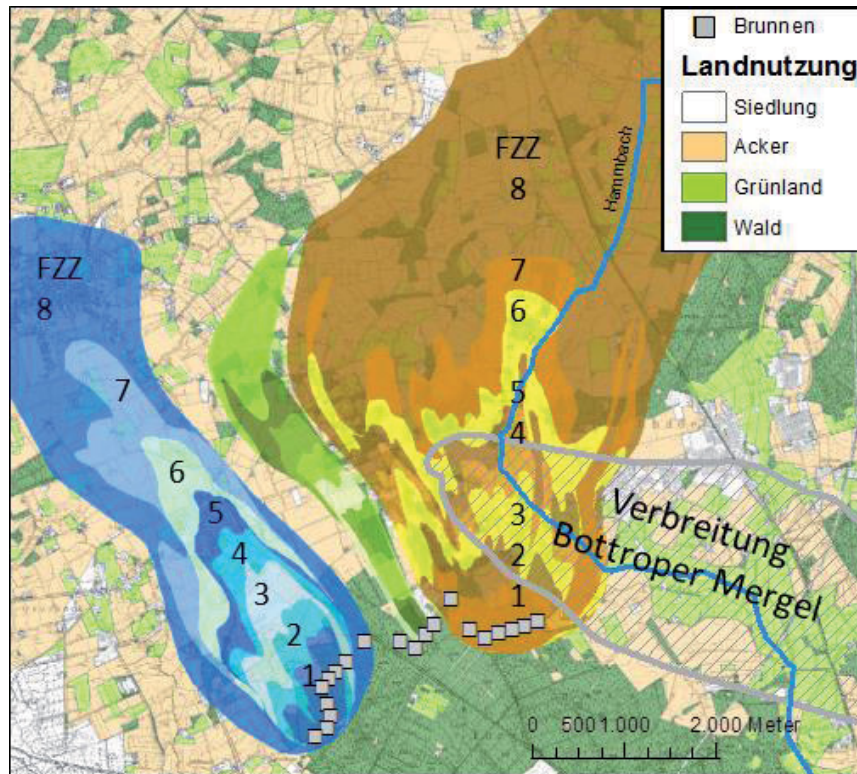 Brunnen
Landnutzung
Siedlung
Acker
Grünland
Wald
Hammbach
FZZ
8
7
6
5
4
3
2
1
FZZ
8
7
6
5
4
3
2
1
Verbreitung
Bottroper Mergel
0 500 1.000 2.000 Meter